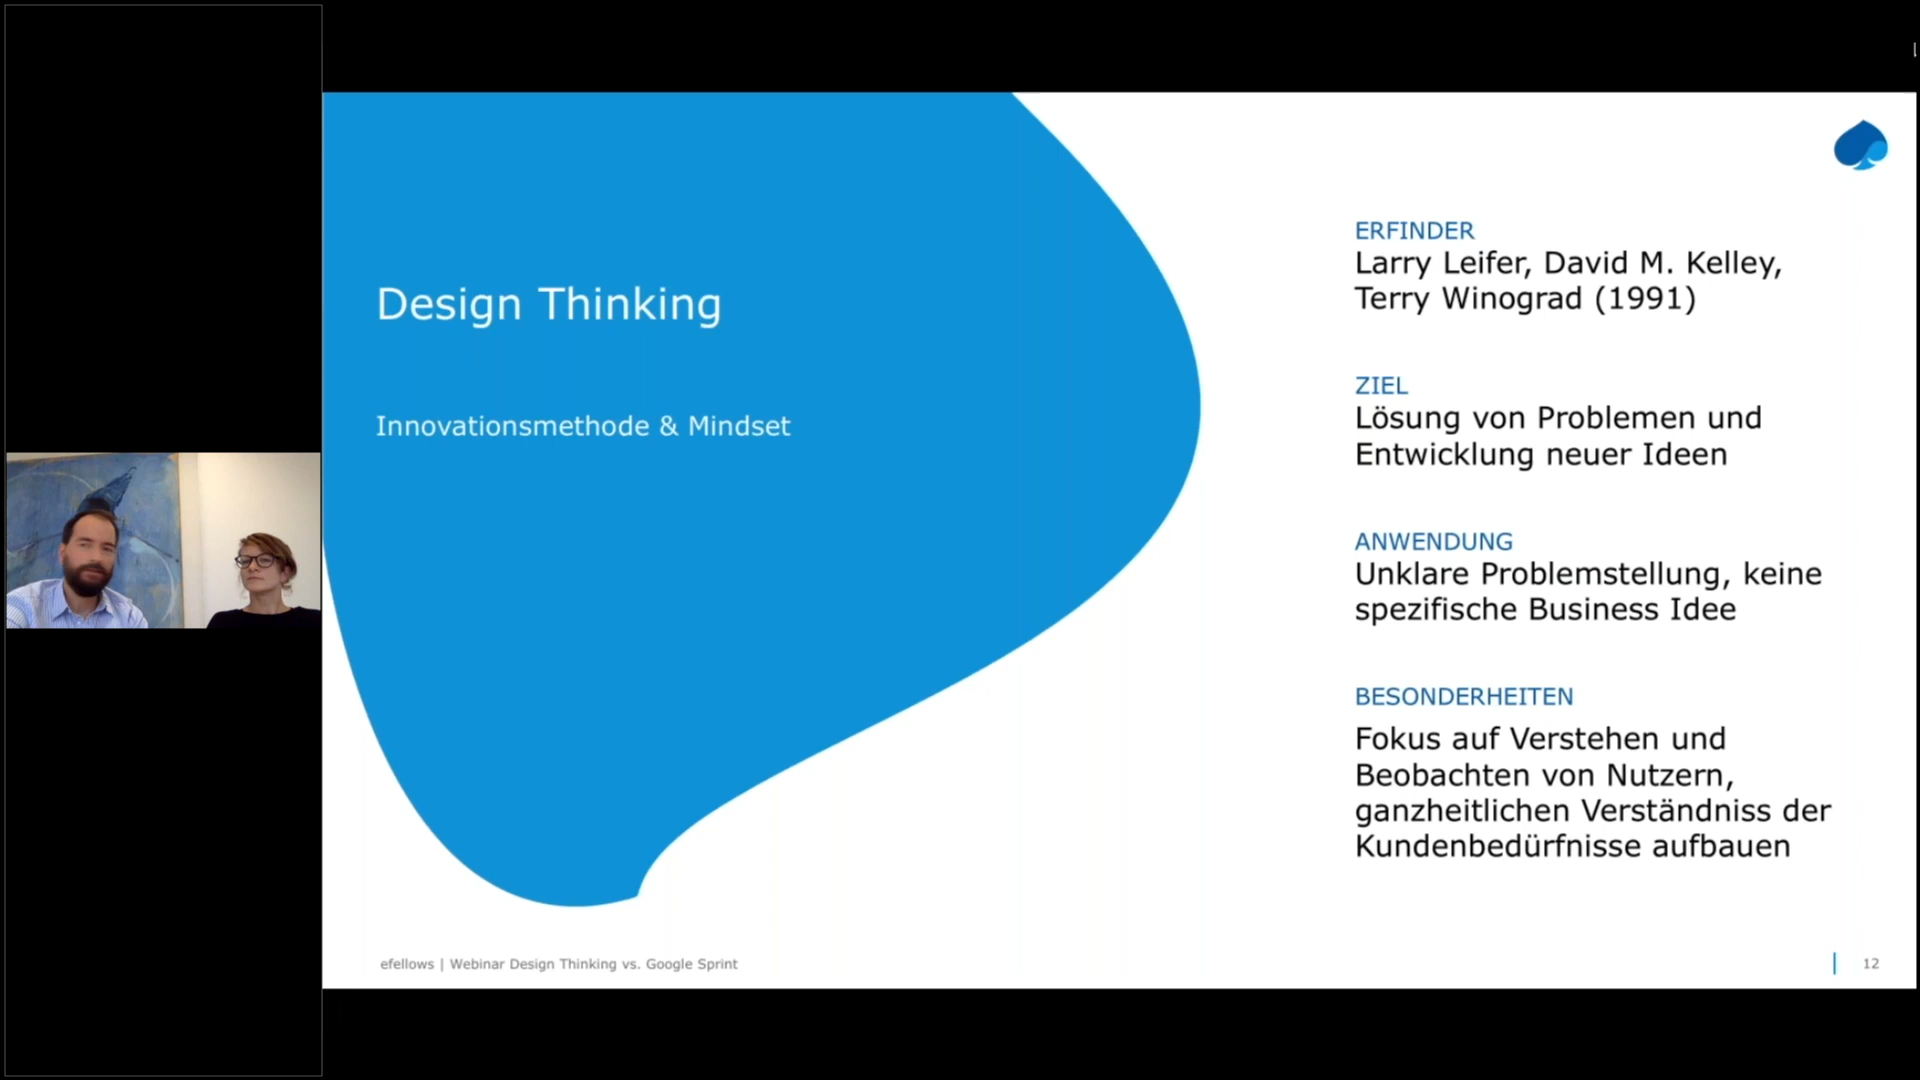 Design Thinking
Innovationsmethode & Mindset
ERFINDER
Larry Leifer, David M. Kelley,
Terry Winograd (1991)
ZIEL
Lösung von Problemen und
Entwicklung neuer Ideen
ANWENDUNG
Unklare Problemstellung, keine
spezifische Business Idee
BESONDERHEITEN
Fokus auf Verstehen und
Beobachten von Nutzern,
ganzheitlichen Verständniss der
Kundenbedürfnisse aufbauen
efellows | Webinar Design Thinking vs. Google Sprint
12